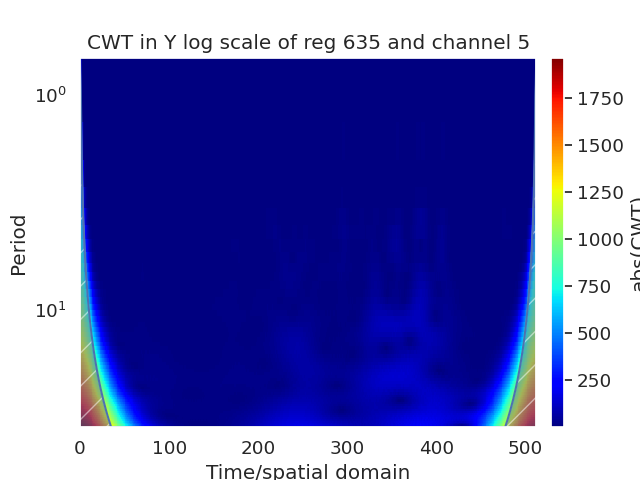 CWT in Y log scale of reg 635 and channel 5
Period
10⁰
10¹
0 100 200 300 400 500
Time/spatial domain
1750
1500
1250
1000
750
500
250
abs(CWT)